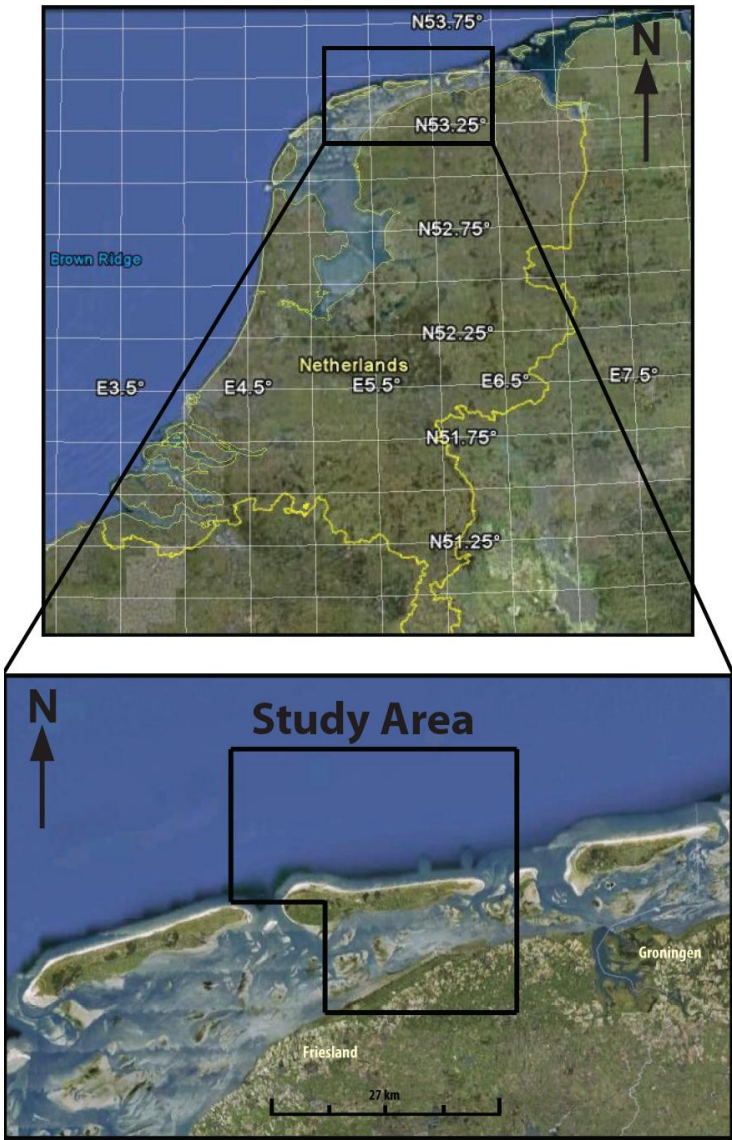 N53.75°
N
N53.25°
N52.75°
Brown Ridge
N52.25°
Netherlands
E3.5° E4.5° E5.5° E6.5° E7.5°
N51.75°
N51.25°
N
Study Area
Groningen
Friesland
27 km